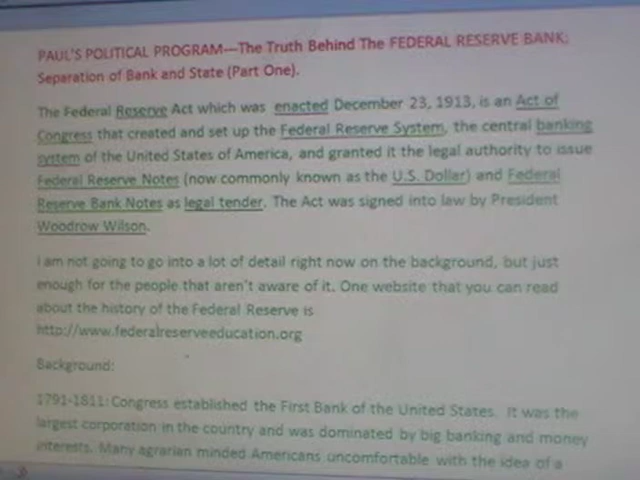 PAUL'S POLITICAL PROGRAM—The Truth Behind The FEDERAL RESERVE BANK:
Separation of Bank and State (Part One).
The Federal Reserve Act which was enacted December 23, 1913, is an Act of
Congress that created and set up the Federal Reserve System, the central banking
system of the United States of America, and granted it the legal authority to issue
Federal Reserve Notes (now commonly known as the U.S. Dollar) and Federal
Reserve Bank Notes as legal tender. The Act was signed into law by President
Woodrow Wilson.
I am not going to go into a lot of detail right now on the background, but just
enough for the people that aren't aware of it. One website that you can read
about the history of the Federal Reserve is
http://www.federalreserveeducation.org
Background:
1791-1811: Congress established the First Bank of the United States. It was the
largest corporation in the country and was dominated by big banking and money
interests. Many agrarian minded Americans uncomfortable with the idea of a